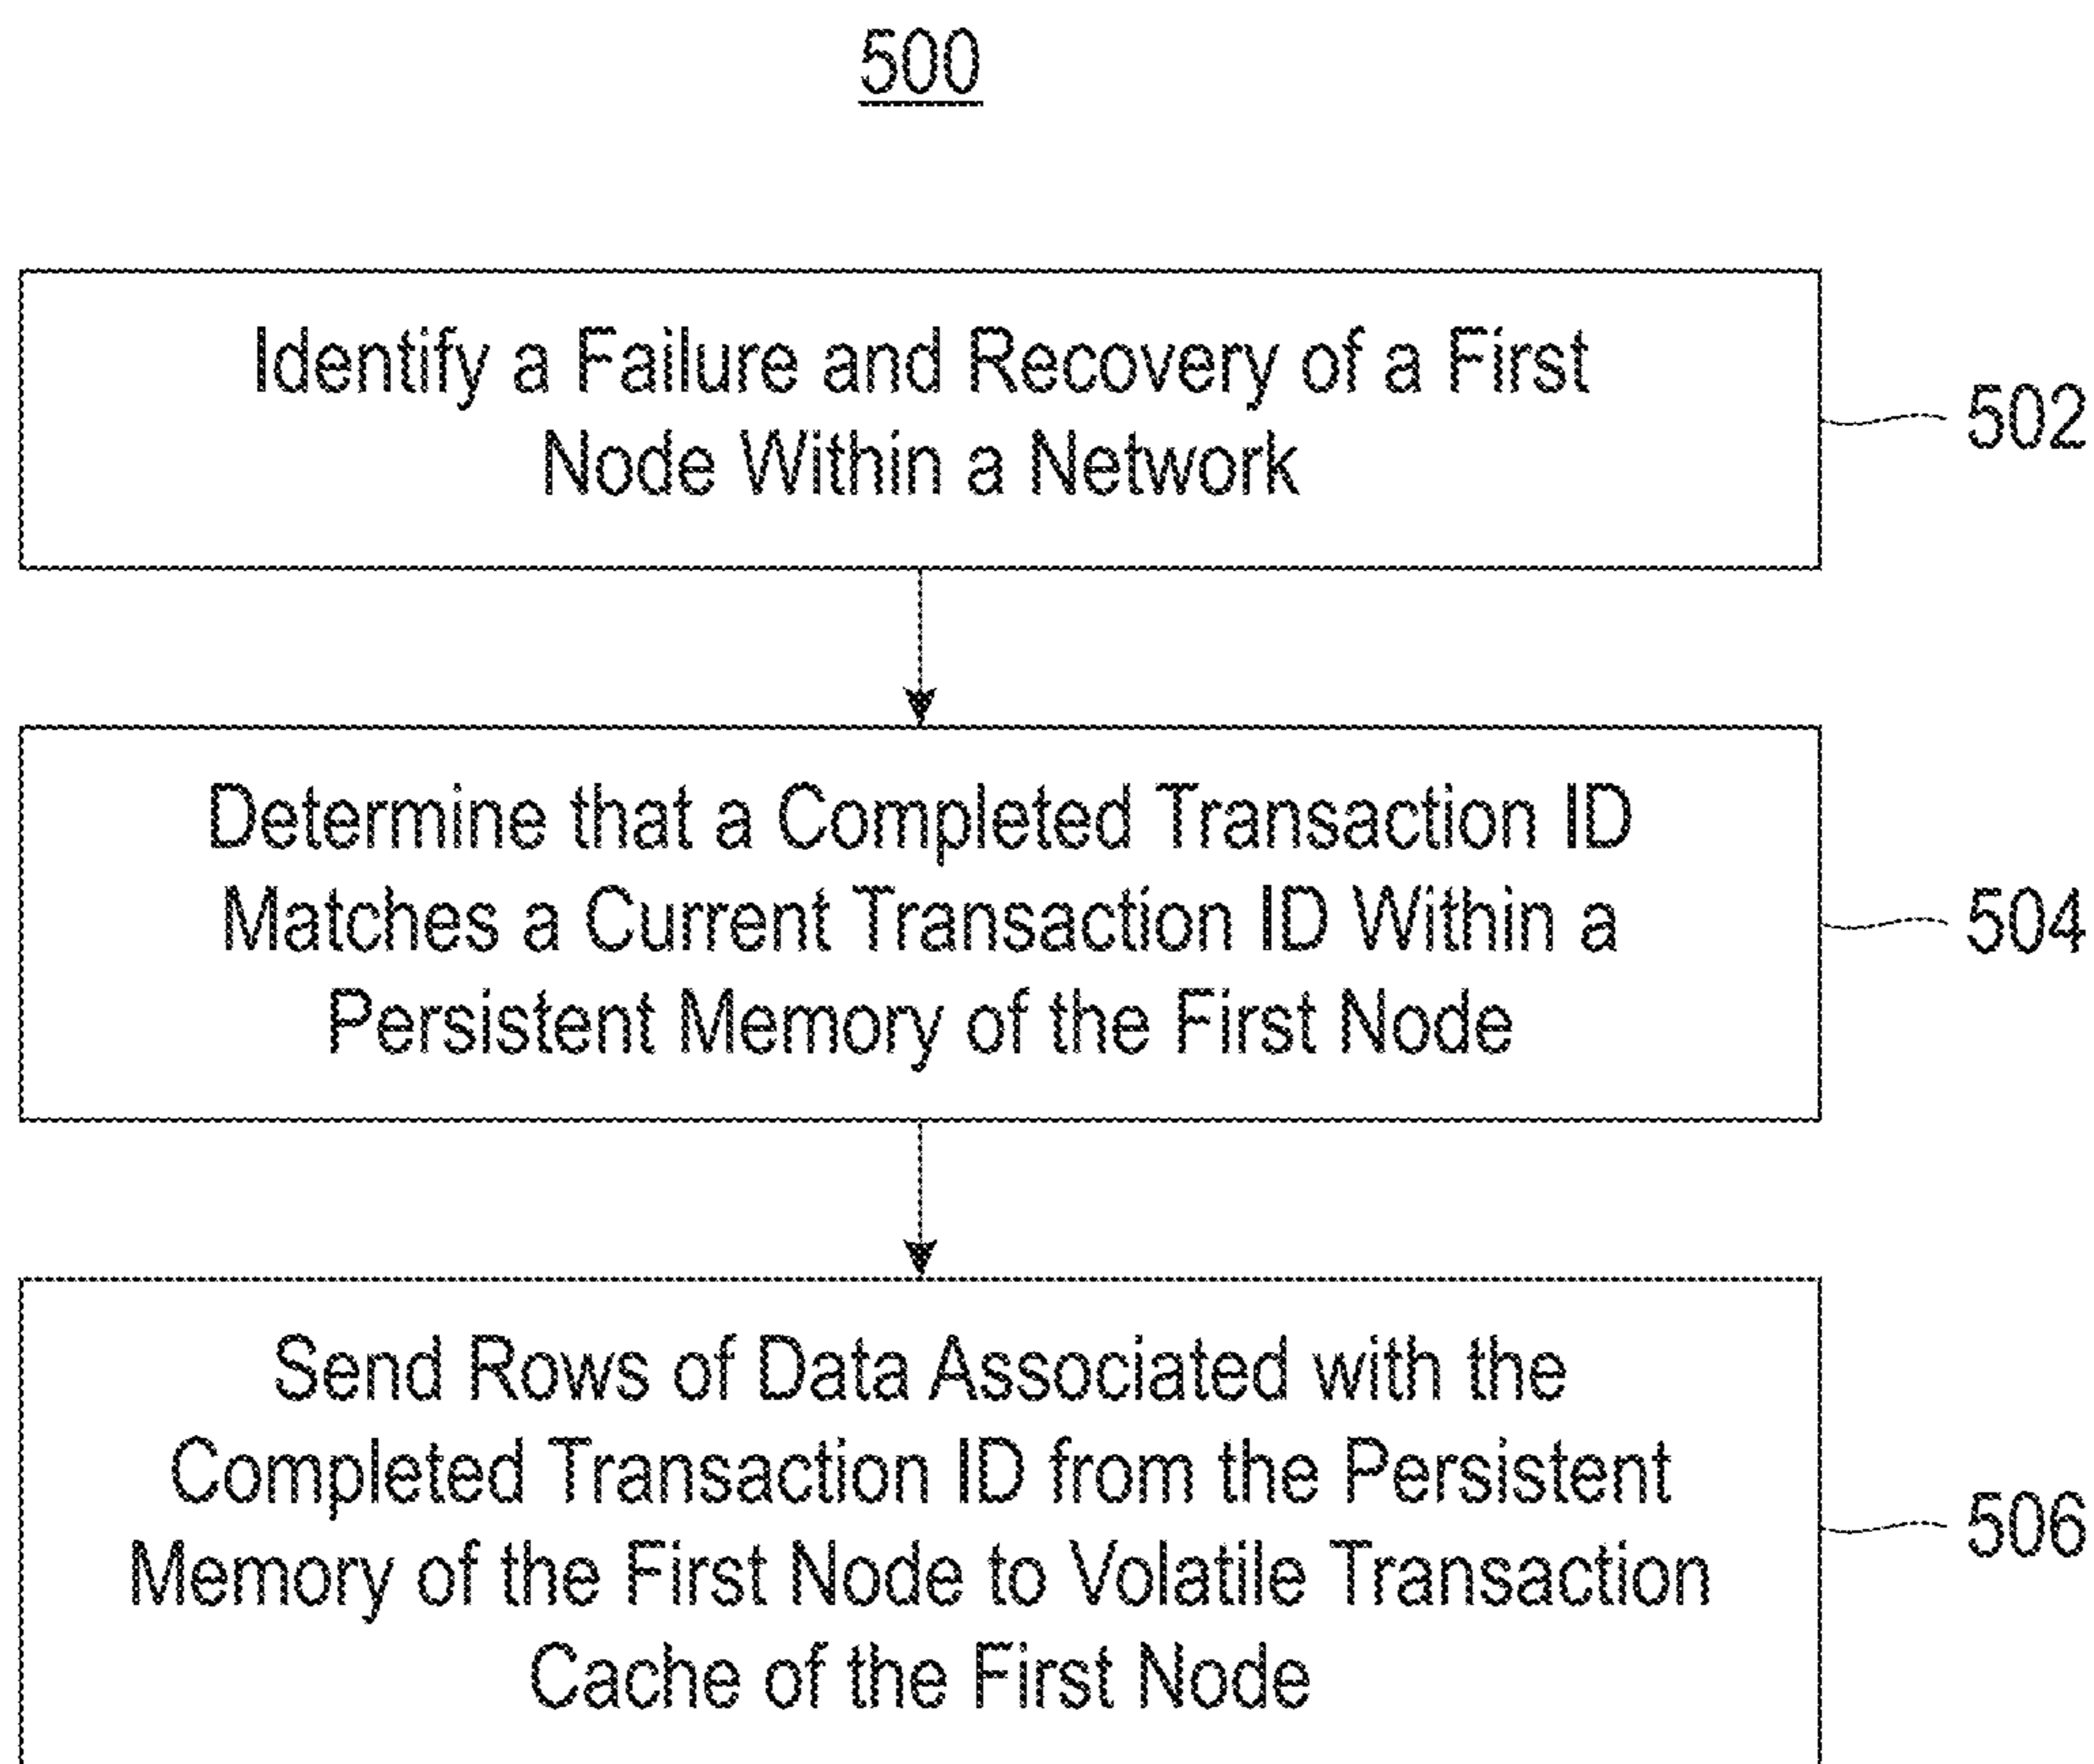 500
Identify a Failure and Recovery of a First
Node Within a Network
502
Determine that a Completed Transaction ID
Matches a Current Transaction ID Within a
Persistent Memory of the First Node
504
Send Rows of Data Associated with the
Completed Transaction ID from the Persistent
Memory of the First Node to Volatile Transaction
Cache of the First Node
506